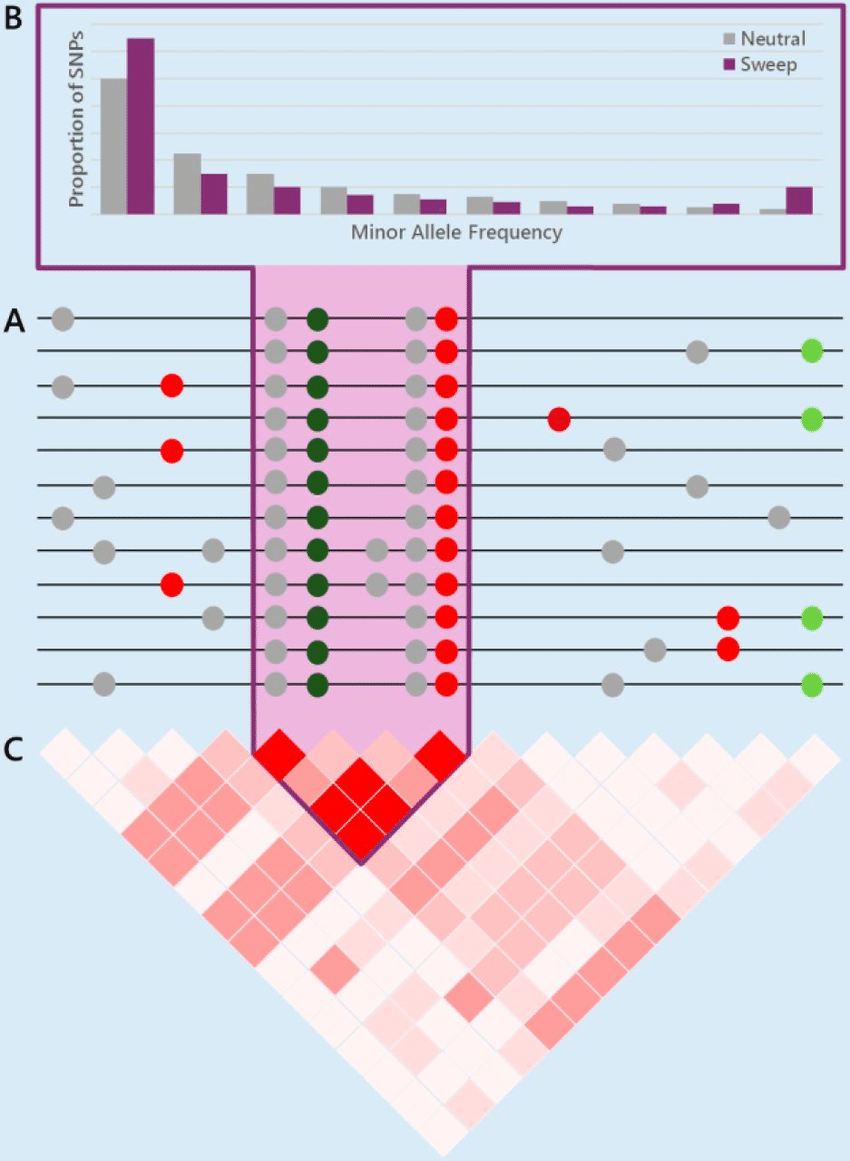 B
Proportion of SNPs
Neutral
Sweep
Minor Allele Frequency
A
C